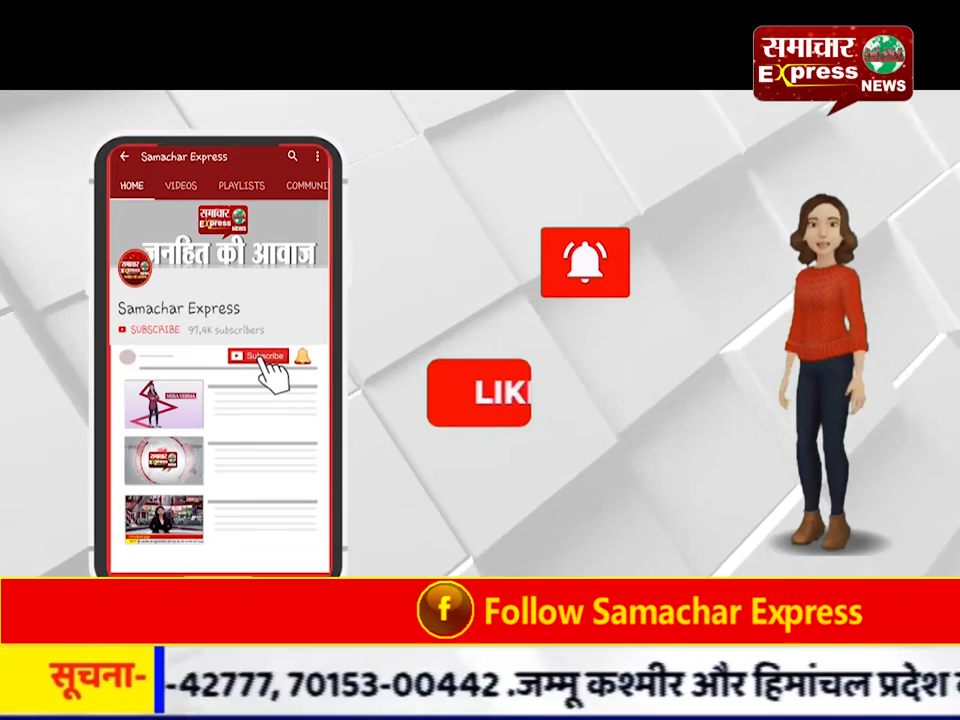 समाचार
Express
NEWS
Samachar Express
HOME VIDEOS PLAYLISTS COMMUNI
समाचार
Express
NEWS
जनहित की आवाज
Samachar Express
SUBSCRIBE 97.4K subscribers
Subscribe
LIK
f Follow Samachar Express
सूचना- -42777, 70153-00442 .जम्मू कश्मीर और हिमांचल प्रदेश